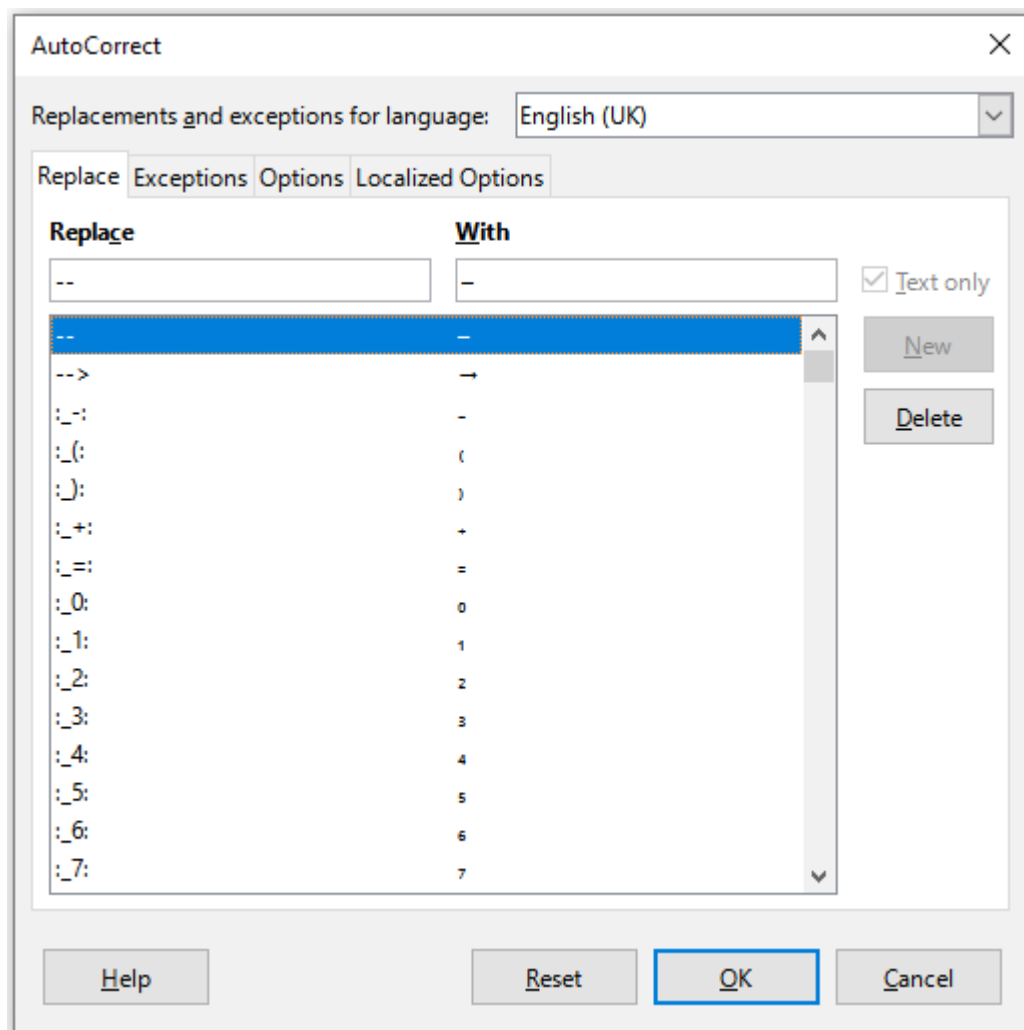 AutoCorrect
Replacements and exceptions for language: English (UK)
Replace Exceptions Options Localized Options
Replace With
-- – Text only
-- –
--> →
:_-: ₋
:_(: ₍
:_): ₎
:_+: ₊
:_=: ₌
:_0: ₀
:_1: ₁
:_2: ₂
:_3: ₃
:_4: ₄
:_5: ₅
:_6: ₆
:_7: ₇
New
Delete
Help Reset OK Cancel